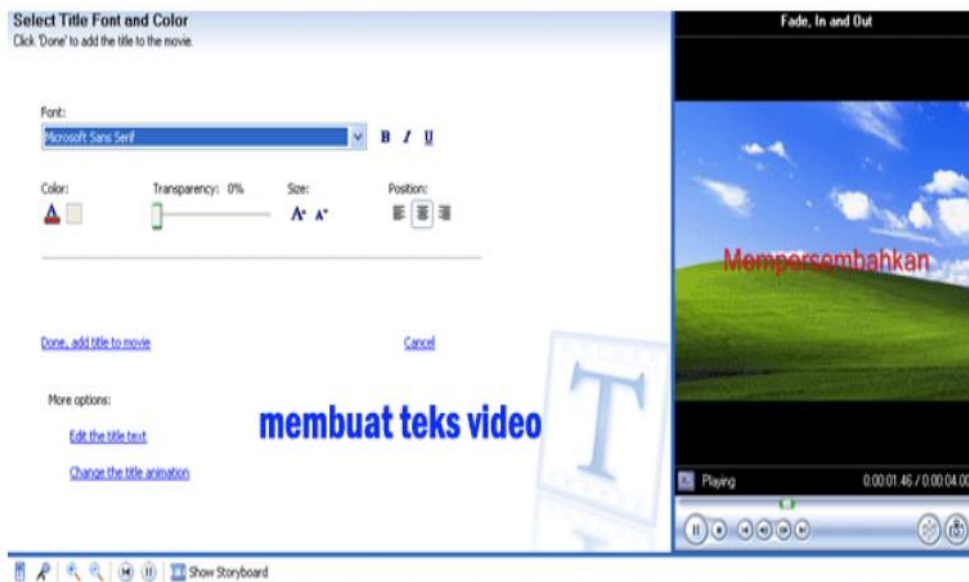 Select Title Font and Color
Click 'Done' to add the title to the movie.
Font:
Microsoft Sans Serif
B I U
Color:
Transparency: 0%
Size:
Position:
Done, add title to movie
Cancel
More options:
Edit the title text
Change the title animation
membuat teks video
T
Fade, In and Out
Mempersembahkan
Playing
0:00:01.46 / 0:00:04.00
Show Storyboard